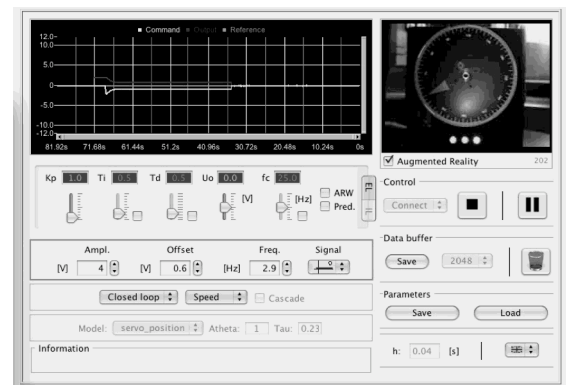 Command Output Reference
12.0
10.0
5.0
0
-5.0
-10.0
-12.0
81.92s 71.68s 61.44s 51.2s 40.96s 30.72s 20.48s 10.24s 0s
Augmented Reality 202
Kp 1.0 Ti 0.5 Td 0.5 Uo 0.0 fc 25.0
[V] [Hz]
ARW
Pred.
EL
IL
Control
Connect
Ampl. Offset Freq. Signal
[V] 4 [V] 0.6 [Hz] 2.9
Data buffer
Save 2048
Closed loop Speed Cascade
Parameters
Save Load
Model: servo_position Atheta: 1 Tau: 0.23
Information
h: 0.04 [s]